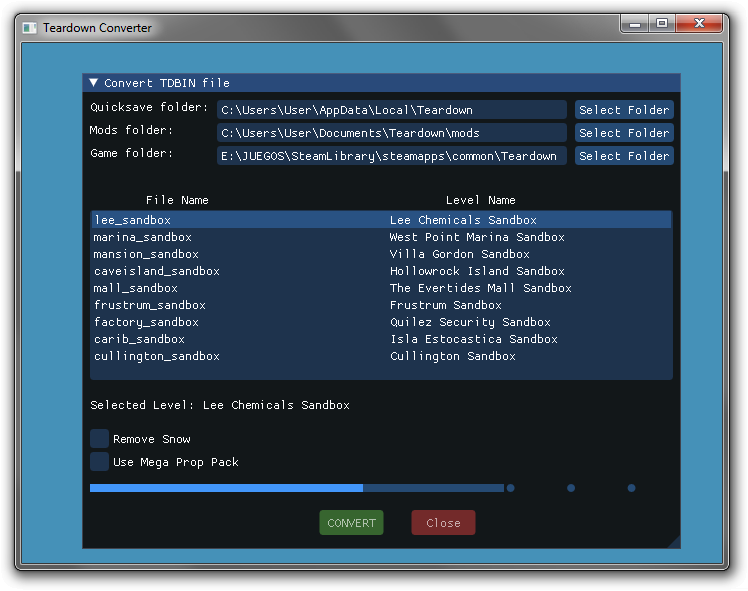 Teardown Converter
Convert TDBIN file
Quicksave folder: C:\Users\User\AppData\Local\Teardown Select Folder
Mods folder: C:\Users\User\Documents\Teardown\mods Select Folder
Game folder: E:\JUEGOS\SteamLibrary\steamapps\common\Teardown Select Folder
File Name Level Name
lee_sandbox Lee Chemicals Sandbox
marina_sandbox West Point Marina Sandbox
mansion_sandbox Villa Gordon Sandbox
caveisland_sandbox Hollowrock Island Sandbox
mall_sandbox The Evertides Mall Sandbox
frustrum_sandbox Frustrum Sandbox
factory_sandbox Quilez Security Sandbox
carib_sandbox Isla Estocastica Sandbox
cullington_sandbox Cullington Sandbox
Selected Level: Lee Chemicals Sandbox
Remove Snow
Use Mega Prop Pack
CONVERT Close